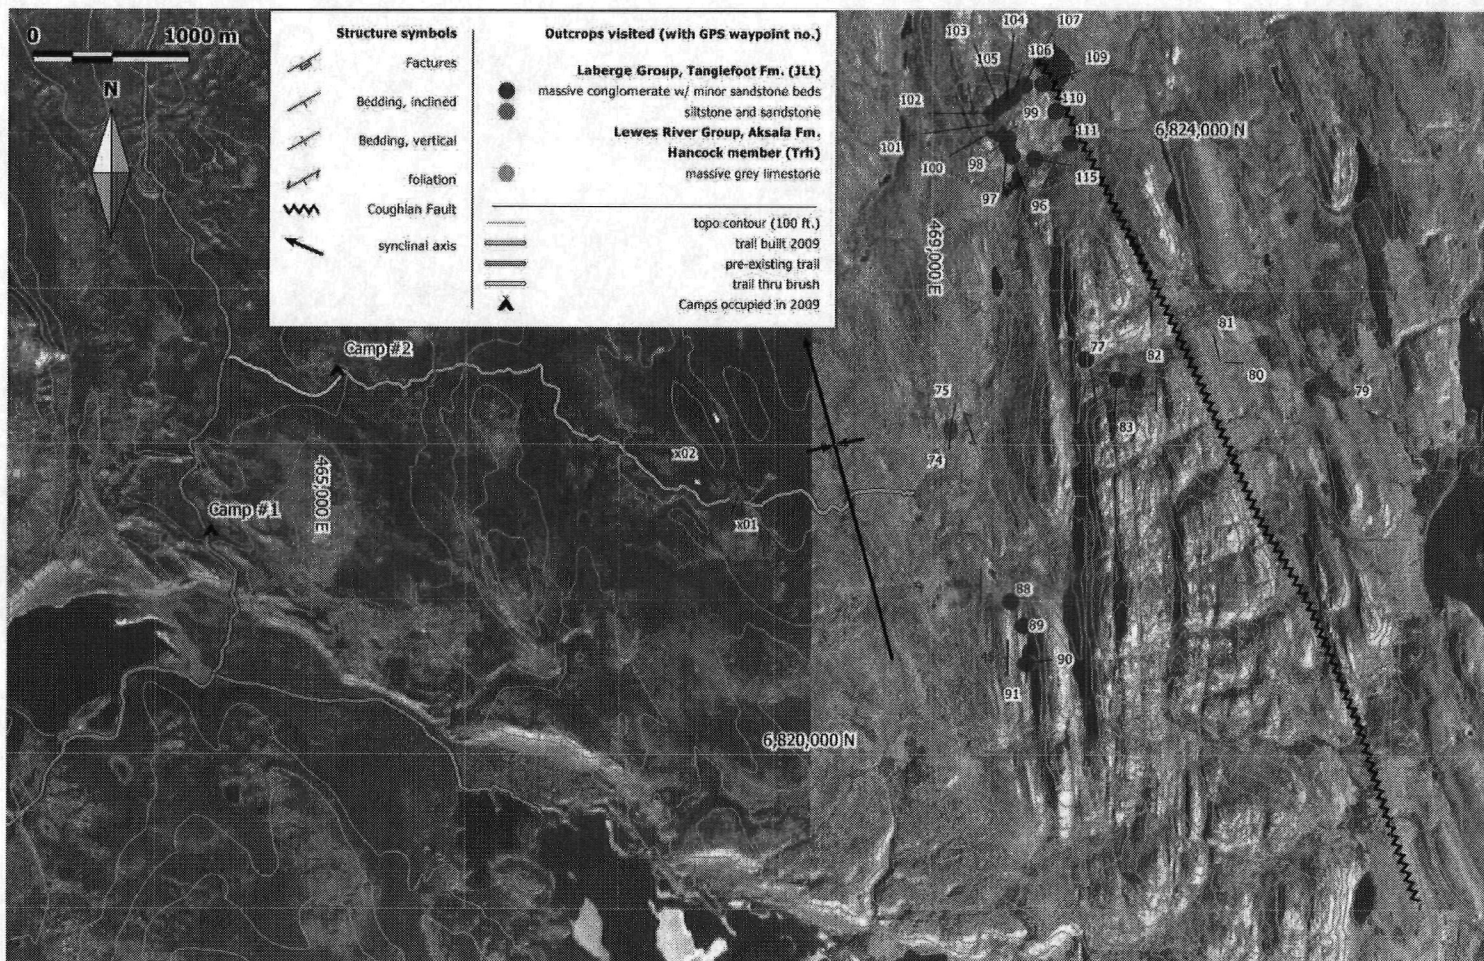 0 1000 m
N
Structure symbols
Factures
Bedding, inclined
Bedding, vertical
foliation
Coughlan Fault
synclinal axis
Outcrops visited (with GPS waypoint no.)
Laberge Group, Tanglefoot Fm. (JLt)
massive conglomerate w/ minor sandstone beds
siltstone and sandstone
Lewes River Group, Aksala Fm.
Hancock member (Trh)
massive grey limestone
topo contour (100 ft.)
trail built 2009
pre-existing trail
trail thru brush
Camps occupied in 2009
103
104
107
105
106
109
102
99
110
111
6,824,000 N
101
100
98
115
97
96
469,000 E
81
77
82
80
79
Camp #2
75
83
74
x02
465,000 E
Camp #1
x01
88
89
90
91
6,820,000 N